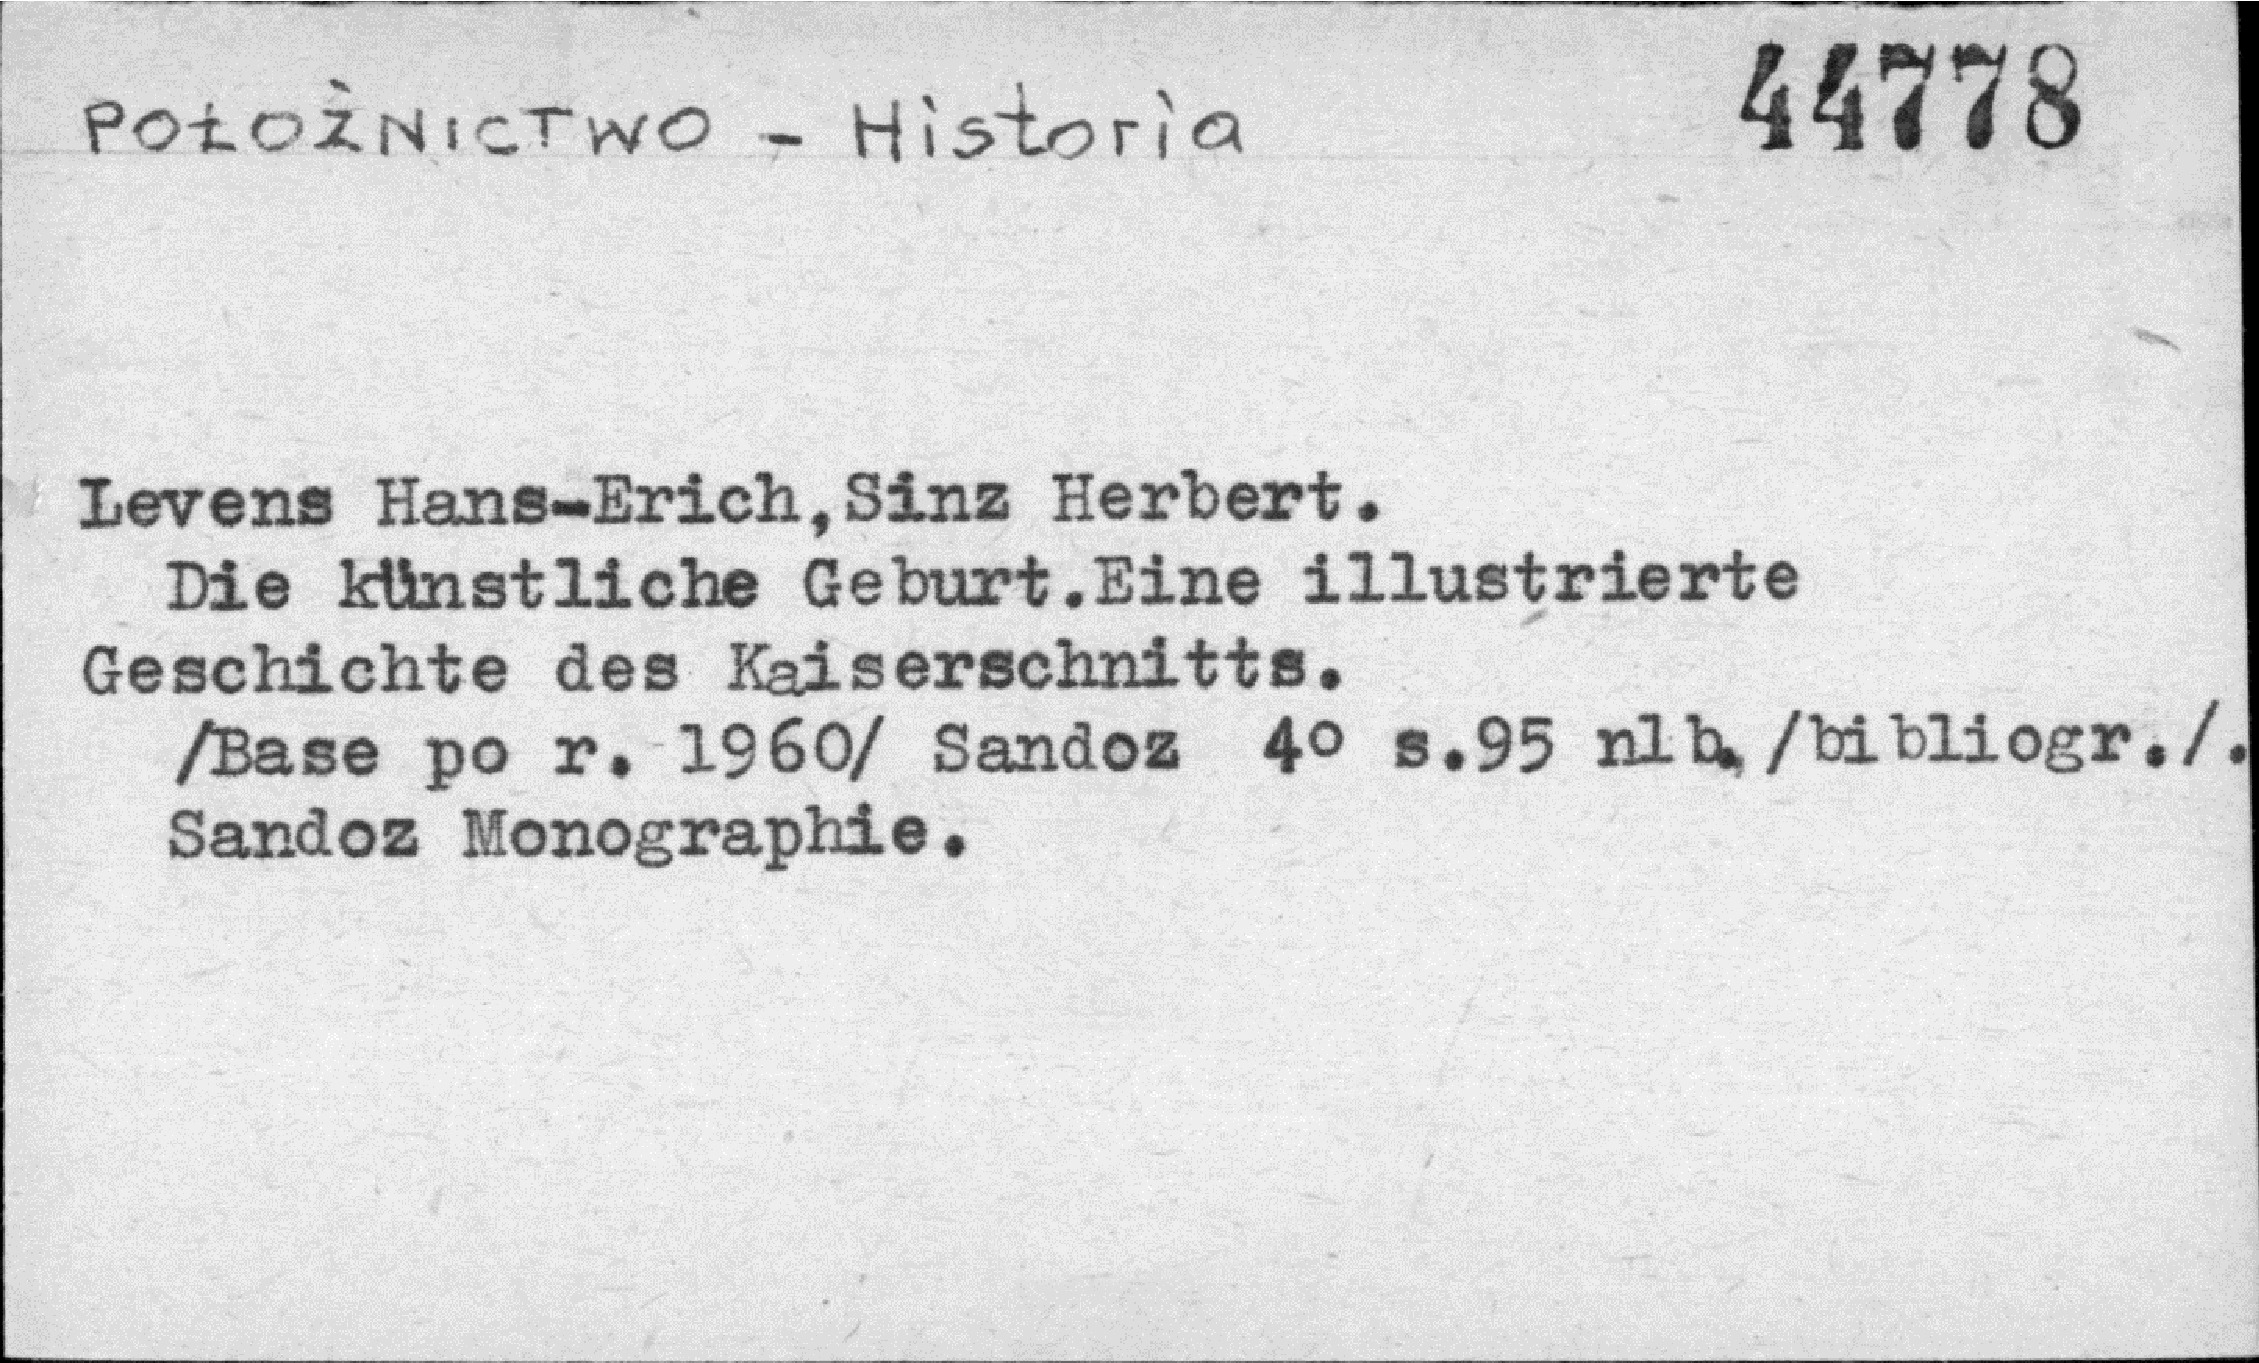 POŁOŻNICTWO - Historia 44778
Levens Hans-Erich,Sinz Herbert.
Die künstliche Geburt.Eine illustrierte
Geschichte des Kaiserschnitts.
/Base po r. 1960/ Sandoz 4o s.95 nlb, /bibliogr./.
Sandoz Monographie.